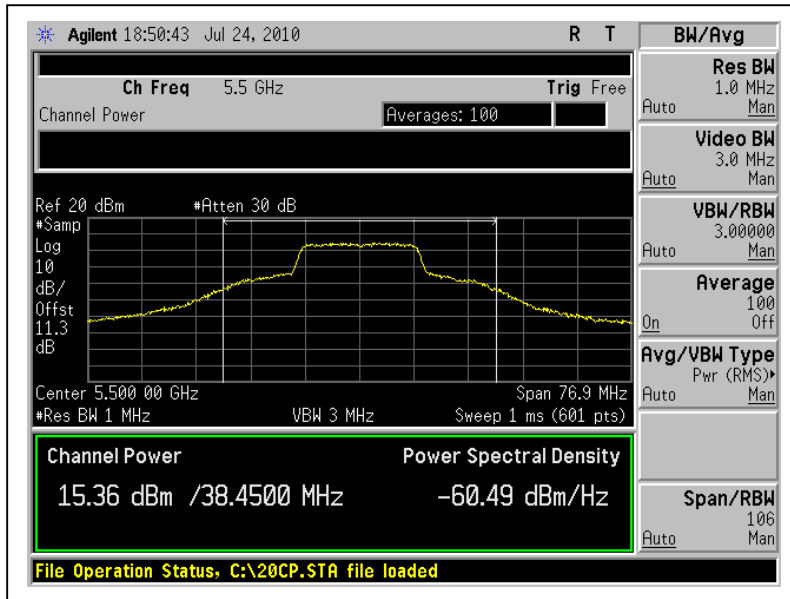 Agilent 18:50:43 Jul 24, 2010 R T
Ch Freq 5.5 GHz Trig Free
Channel Power Averages: 100
Ref 20 dBm #Atten 30 dB
#Samp
Log
10
dB/
Offst
11.3
dB
Center 5.500 00 GHz Span 76.9 MHz
#Res BW 1 MHz VBW 3 MHz Sweep 1 ms (601 pts)
Channel Power Power Spectral Density
15.36 dBm /38.4500 MHz -60.49 dBm/Hz
File Operation Status, C:\20CP.STA file loaded
BW/Avg
Res BW
1.0 MHz
Auto Man
Video BW
3.0 MHz
Auto Man
VBW/RBW
3.00000
Auto Man
Average
100
On Off
Avg/VBW Type
Pwr (RMS)▸
Auto Man
Span/RBW
106
Auto Man